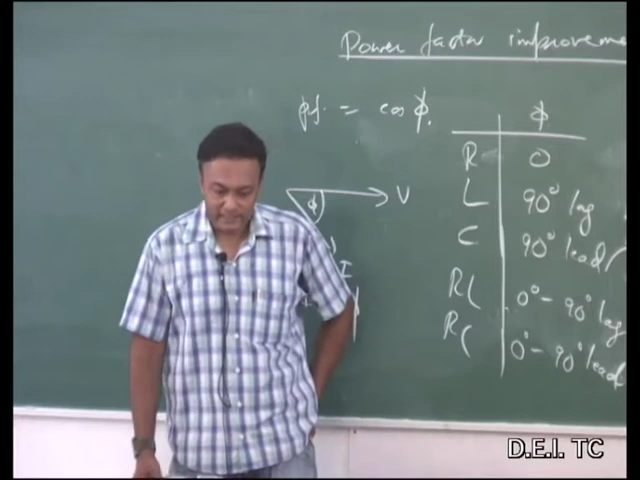 Power factor improveme
p.f. = cos ϕ.
ϕ
R 0
L 90° lag
C 90° lead
RL 0° - 90° lag
RC 0° - 90° lead
ϕ V
I
D.E.I. TC